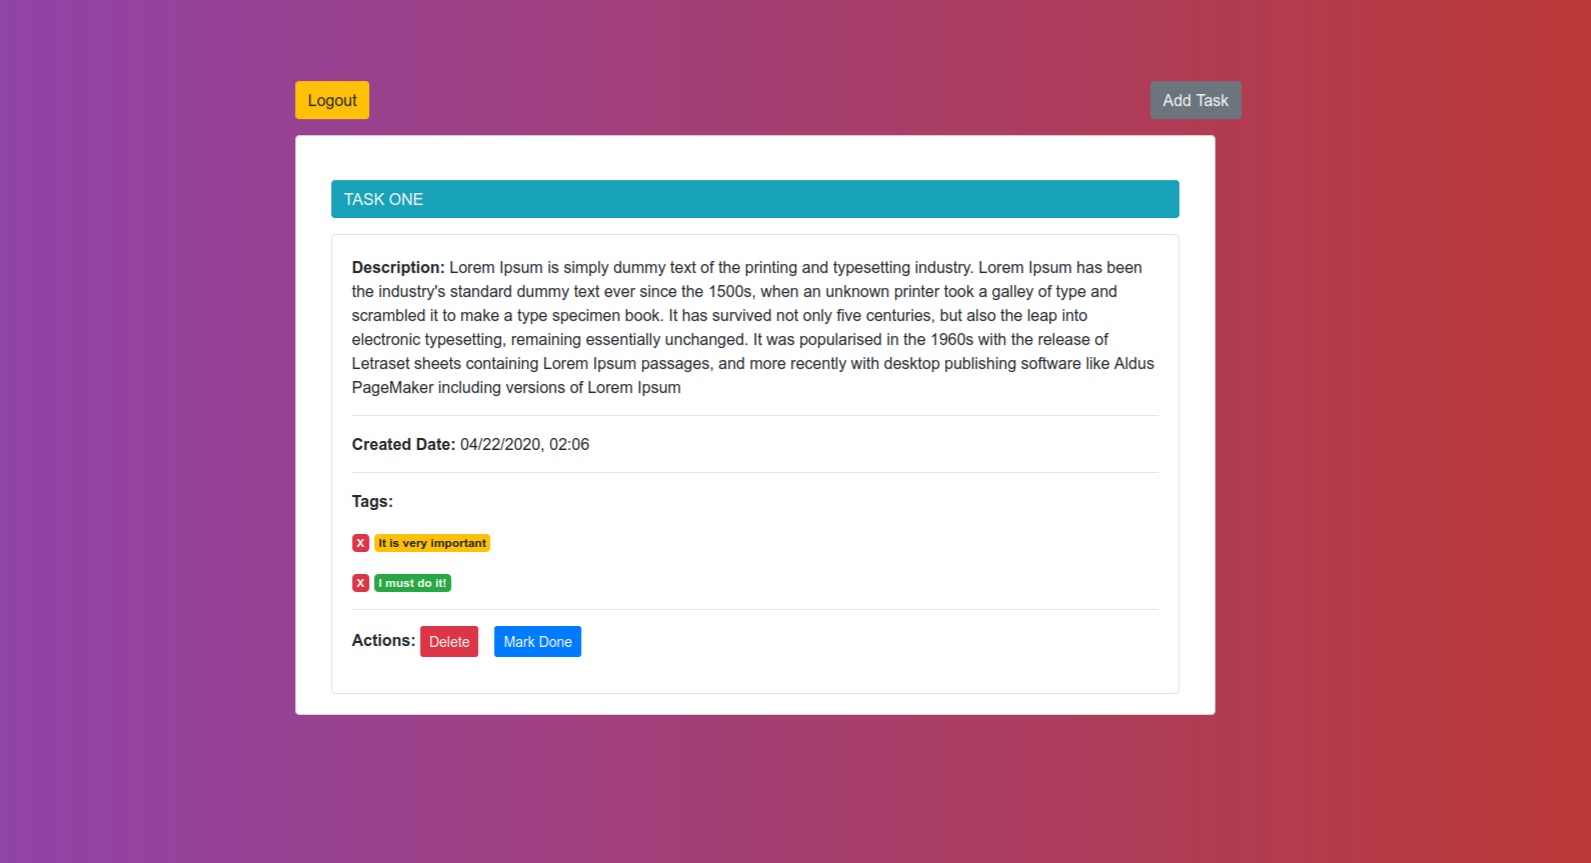 Logout
Add Task
TASK ONE
Description: Lorem Ipsum is simply dummy text of the printing and typesetting industry. Lorem Ipsum has been
the industry's standard dummy text ever since the 1500s, when an unknown printer took a galley of type and
scrambled it to make a type specimen book. It has survived not only five centuries, but also the leap into
electronic typesetting, remaining essentially unchanged. It was popularised in the 1960s with the release of
Letraset sheets containing Lorem Ipsum passages, and more recently with desktop publishing software like Aldus
PageMaker including versions of Lorem Ipsum
Created Date: 04/22/2020, 02:06
Tags:
X It is very important
X I must do it!
Actions: Delete Mark Done